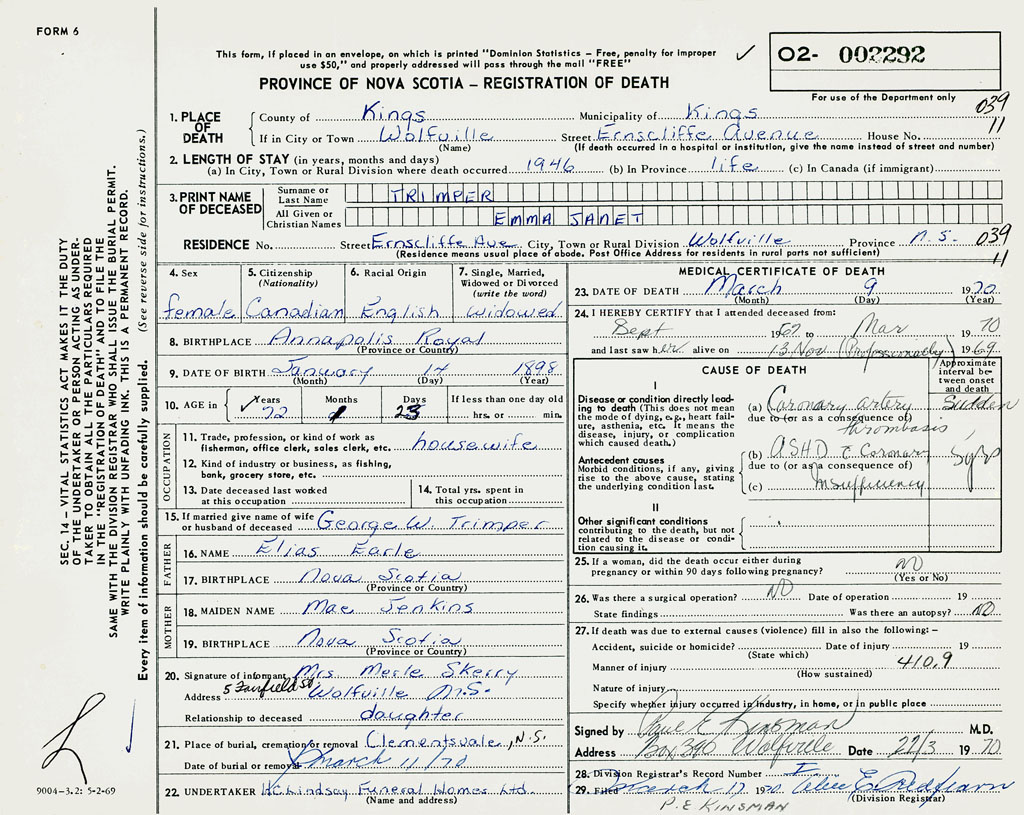 FORM 6
This form, if placed in an envelope, on which is printed "Dominion Statistics – Free, penalty for improper
use $50," and properly addressed will pass through the mail "FREE"
✓
02- 002292
PROVINCE OF NOVA SCOTIA – REGISTRATION OF DEATH
For use of the Department only
039
11
1. PLACE OF DEATH
County of Kings Municipality of Kings
If in City or Town Wolfville Street Ernscliffe Avenue House No.
(Name) (If death occurred in a hospital or institution, give the name instead of street and number)
2. LENGTH OF STAY (in years, months and days)
(a) In City, Town or Rural Division where death occurred 1946 (b) In Province life (c) In Canada (if immigrant)
3. PRINT NAME OF DECEASED
Surname or Last Name TRIMPER
All Given or Christian Names EMMA JANET
RESIDENCE No. Street Ernscliffe Ave City, Town or Rural Division Wolfville Province N.S. 039
(Residence means usual place of abode. Post Office Address for residents in rural parts not sufficient) 11
4. Sex
female
5. Citizenship (Nationality)
Canadian
6. Racial Origin
English
7. Single, Married, Widowed or Divorced (write the word)
widowed
8. BIRTHPLACE Annapolis Royal
(Province or Country)
9. DATE OF BIRTH January 14 1898
(Month) (Day) (Year)
10. AGE in Years Months Days If less than one day old
✓ 72 1 23 hrs. or min.
OCCUPATION
11. Trade, profession, or kind of work as
fisherman, office clerk, sales clerk, etc. housewife
12. Kind of industry or business, as fishing,
bank, grocery store, etc.
13. Date deceased last worked
at this occupation
14. Total yrs. spent in
this occupation
15. If married give name of wife
or husband of deceased George W. Trimper
FATHER
16. NAME Elias Earle
17. BIRTHPLACE Nova Scotia
(Province or Country)
MOTHER
18. MAIDEN NAME Mae Jenkins
19. BIRTHPLACE Nova Scotia
(Province or Country)
20. Signature of informant Mrs Merle Skerry
Address 5 Fairfield St Wolfville N.S.
Relationship to deceased daughter
21. Place of burial, cremation or removal Clementsvale, N.S.
Date of burial or removal March 11/70
22. UNDERTAKER H.C. Lindsay Funeral Homes Ltd.
(Name and address)
MEDICAL CERTIFICATE OF DEATH
23. DATE OF DEATH March 9 1970
(Month) (Day) (Year)
24. I HEREBY CERTIFY that I attended deceased from:
Sept 1962 to Mar 1970
and last saw her alive on 13 Nov (Professionally) 1969
CAUSE OF DEATH
Approximate interval between onset and death
I
Disease or condition directly leading
to death (This does not mean
the mode of dying, e.g., heart failure,
asthenia, etc. It means the
disease, injury, or complication
which caused death.)
(a) Coronary artery Sudden
due to (or as a consequence of)
thrombosis
Antecedent causes
Morbid conditions, if any, giving
rise to the above cause, stating
the underlying condition last.
(b) ASHD c Coronary
due to (or as a consequence of)
(c) Insufficiency
II
Other significant conditions
contributing to the death, but not
related to the disease or condition
causing it.
25. If a woman, did the death occur either during
pregnancy or within 90 days following pregnancy? NO
(Yes or No)
26. Was there a surgical operation? NO Date of operation 19
State findings Was there an autopsy? NO
27. If death was due to external causes (violence) fill in also the following: –
Accident, suicide or homicide? Date of injury 19
(State which)
Manner of injury 410.9
(How sustained)
Nature of injury
Specify whether injury occurred in industry, in home, or in public place
Signed by Paul E Kinsman M.D.
Address Box 390 Wolfville Date 22/3 1970
28. Division Registrar's Record Number
29. Filed March 17 1970 E. Redfearn
(Division Registrar)
P.E KINSMAN
SEC. 14 – VITAL STATISTICS ACT MAKES IT THE DUTY
OF THE UNDERTAKER OR PERSON ACTING AS UNDERTAKER
TO OBTAIN ALL THE PARTICULARS REQUIRED
IN THE "REGISTRATION OF DEATH" AND TO FILE THE
SAME WITH THE DIVISION REGISTRAR WHO SHALL ISSUE THE BURIAL PERMIT.
WRITE PLAINLY WITH UNFADING INK. THIS IS A PERMANENT RECORD.
Every item of information should be carefully supplied. (See reverse side for instructions.)
9004-3.2: 5-2-69